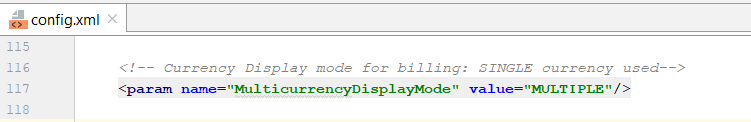 config.xml
115
116 <!-- Currency Display mode for billing: SINGLE currency used-->
117 <param name="MulticurrencyDisplayMode" value="MULTIPLE"/>
118